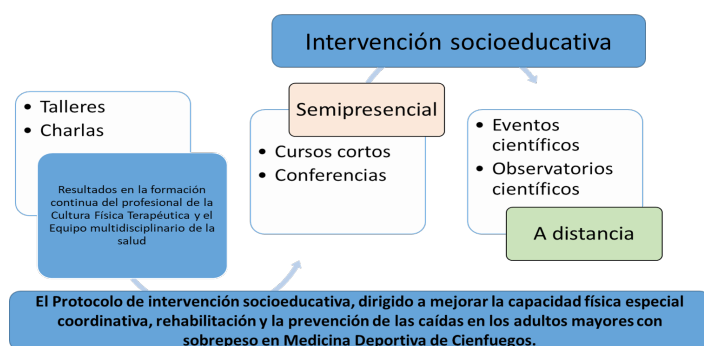 Intervención socioeducativa
• Talleres
• Charlas
Resultados en la formación
continua del profesional de la
Cultura Física Terapéutica y el
Equipo multidisciplinario de la
salud
Semipresencial
• Cursos cortos
• Conferencias
• Eventos
científicos
• Observatorios
científicos
A distancia
El Protocolo de intervención socioeducativa, dirigido a mejorar la capacidad física especial
coordinativa, rehabilitación y la prevención de las caídas en los adultos mayores con
sobrepeso en Medicina Deportiva de Cienfuegos.